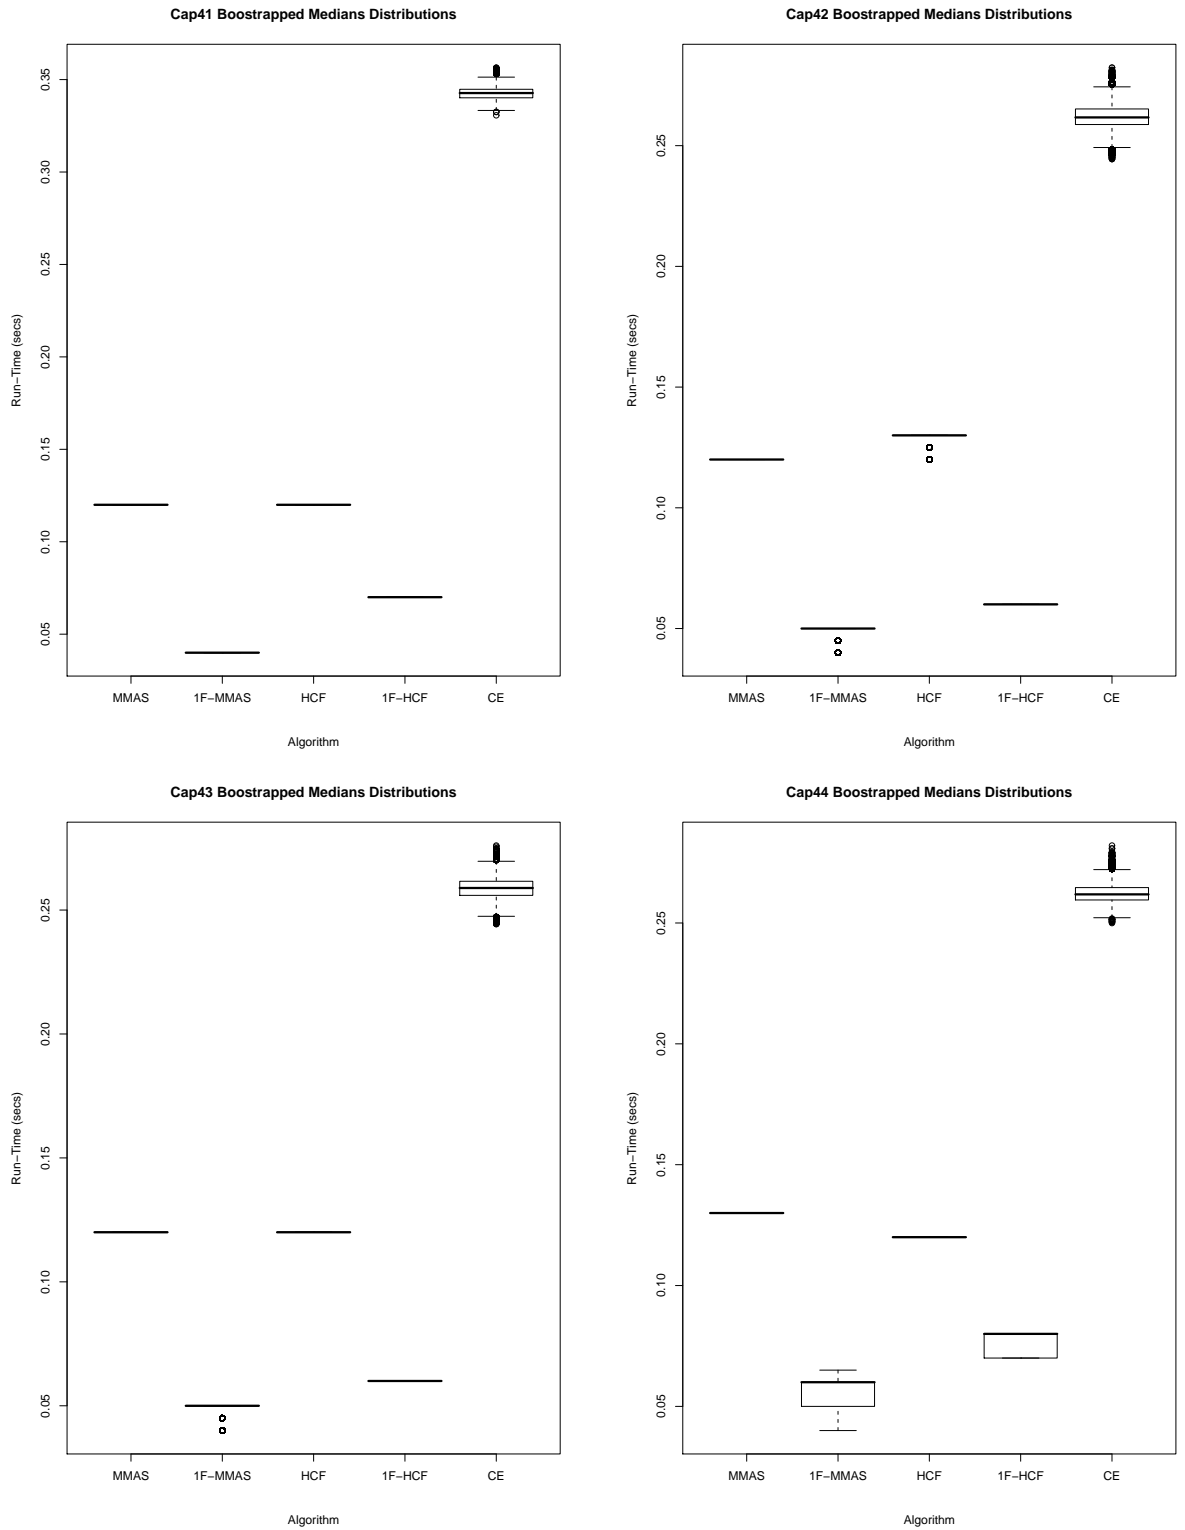 Cap41 Boostrapped Medians Distributions
Run−Time (secs)
0.35
0.30
0.25
0.20
0.15
0.10
0.05
MMAS 1F−MMAS HCF 1F−HCF CE
Algorithm
Cap42 Boostrapped Medians Distributions
Run−Time (secs)
0.25
0.20
0.15
0.10
0.05
MMAS 1F−MMAS HCF 1F−HCF CE
Algorithm
Cap43 Boostrapped Medians Distributions
Run−Time (secs)
0.25
0.20
0.15
0.10
0.05
MMAS 1F−MMAS HCF 1F−HCF CE
Algorithm
Cap44 Boostrapped Medians Distributions
Run−Time (secs)
0.25
0.20
0.15
0.10
0.05
MMAS 1F−MMAS HCF 1F−HCF CE
Algorithm